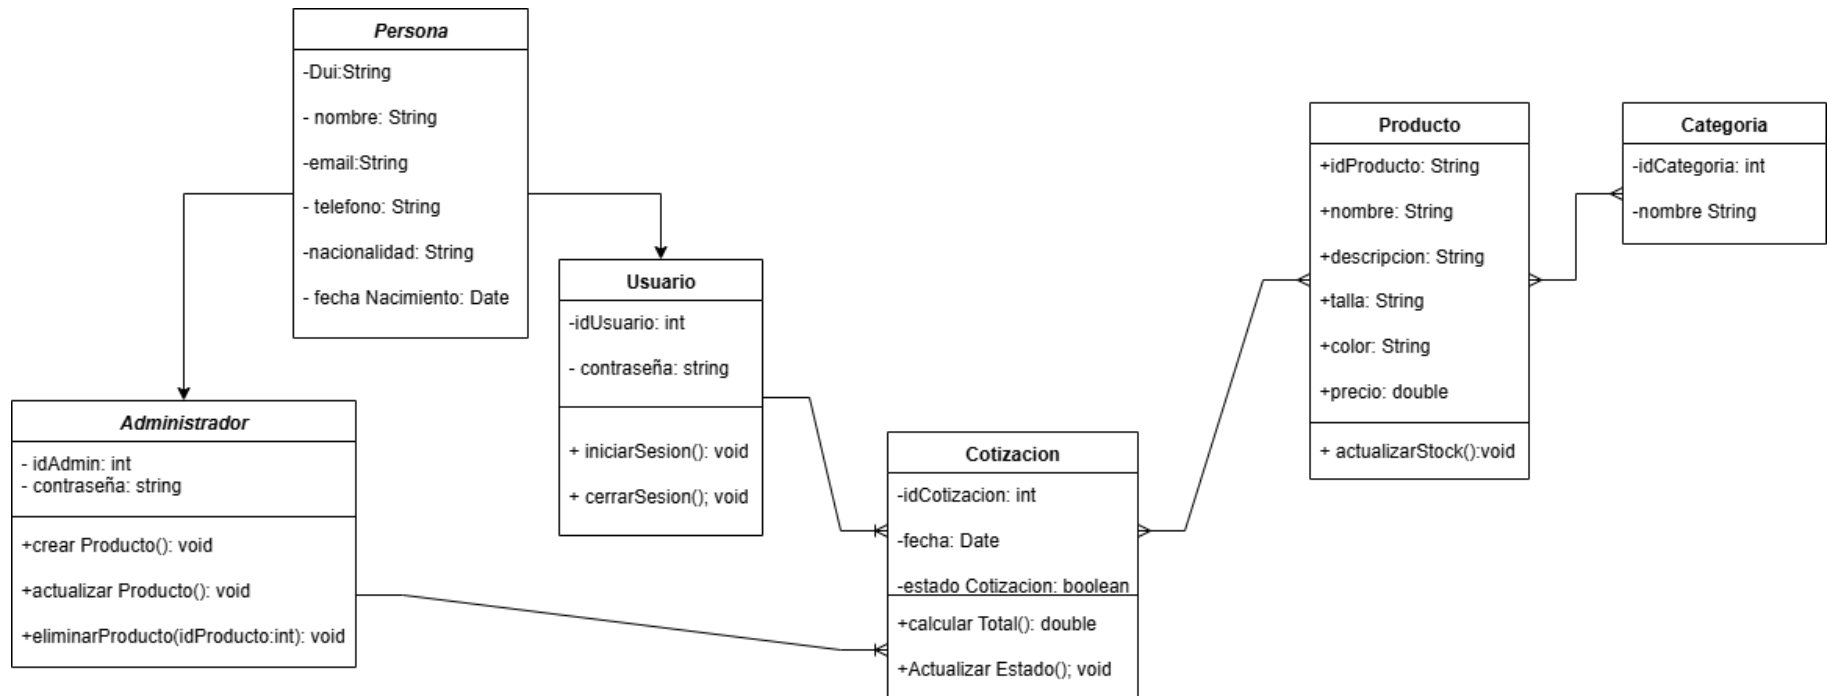 Persona
-Dui:String
- nombre: String
-email:String
- telefono: String
-nacionalidad: String
- fecha Nacimiento: Date
Usuario
-idUsuario: int
- contraseña: string
+ iniciarSesion(): void
+ cerrarSesion(); void
Administrador
- idAdmin: int
- contraseña: string
+crear Producto(): void
+actualizar Producto(): void
+eliminarProducto(idProducto:int): void
Cotizacion
-idCotizacion: int
-fecha: Date
-estado Cotizacion: boolean
+calcular Total(): double
+Actualizar Estado(); void
Producto
+idProducto: String
+nombre: String
+descripcion: String
+talla: String
+color: String
+precio: double
+ actualizarStock():void
Categoria
-idCategoria: int
-nombre String